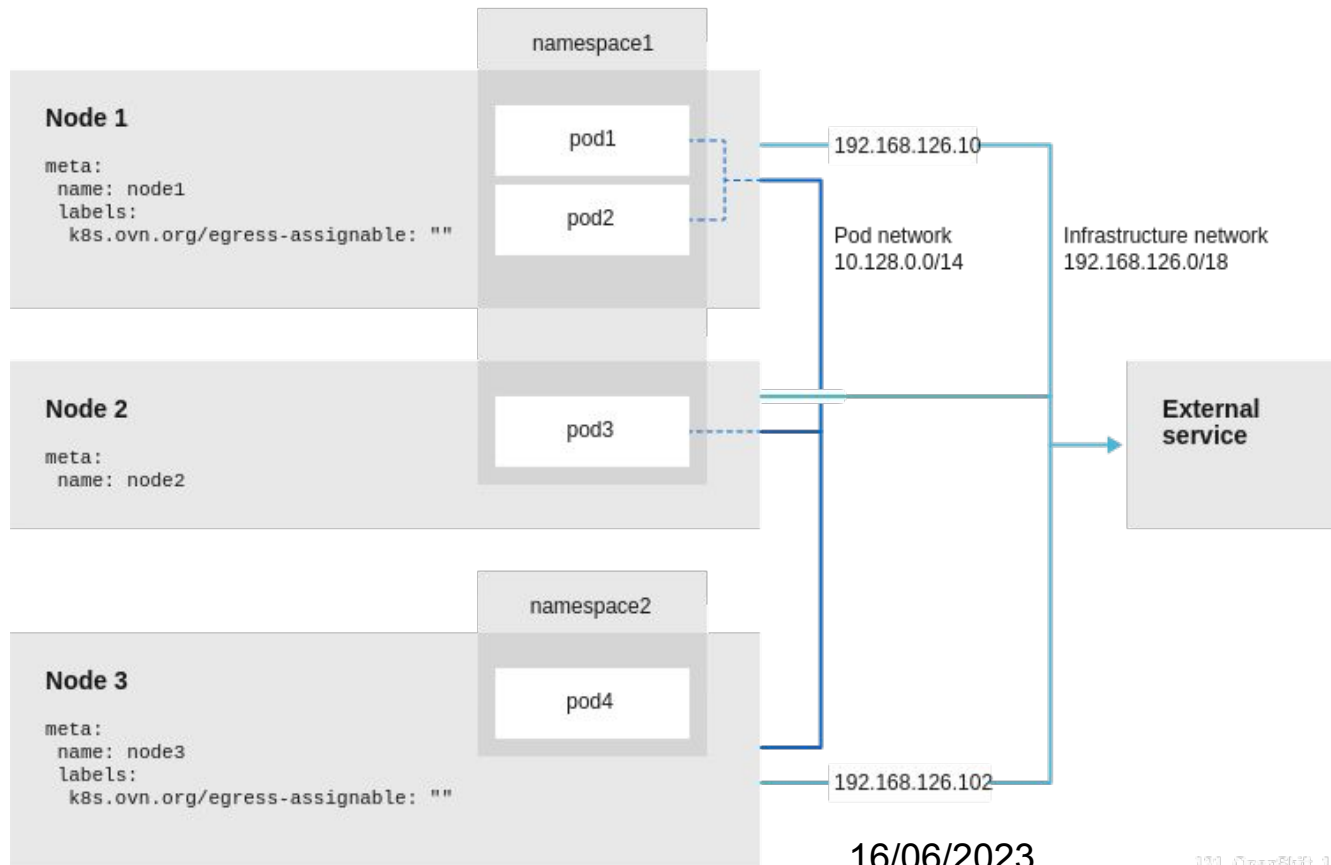 namespace1
Node 1
meta:
name: node1
labels:
k8s.ovn.org/egress-assignable: ""
pod1
pod2
192.168.126.10
Pod network
10.128.0.0/14
Infrastructure network
192.168.126.0/18
Node 2
meta:
name: node2
pod3
External
service
namespace2
Node 3
meta:
name: node3
labels:
k8s.ovn.org/egress-assignable: ""
pod4
192.168.126.102
16/06/2023